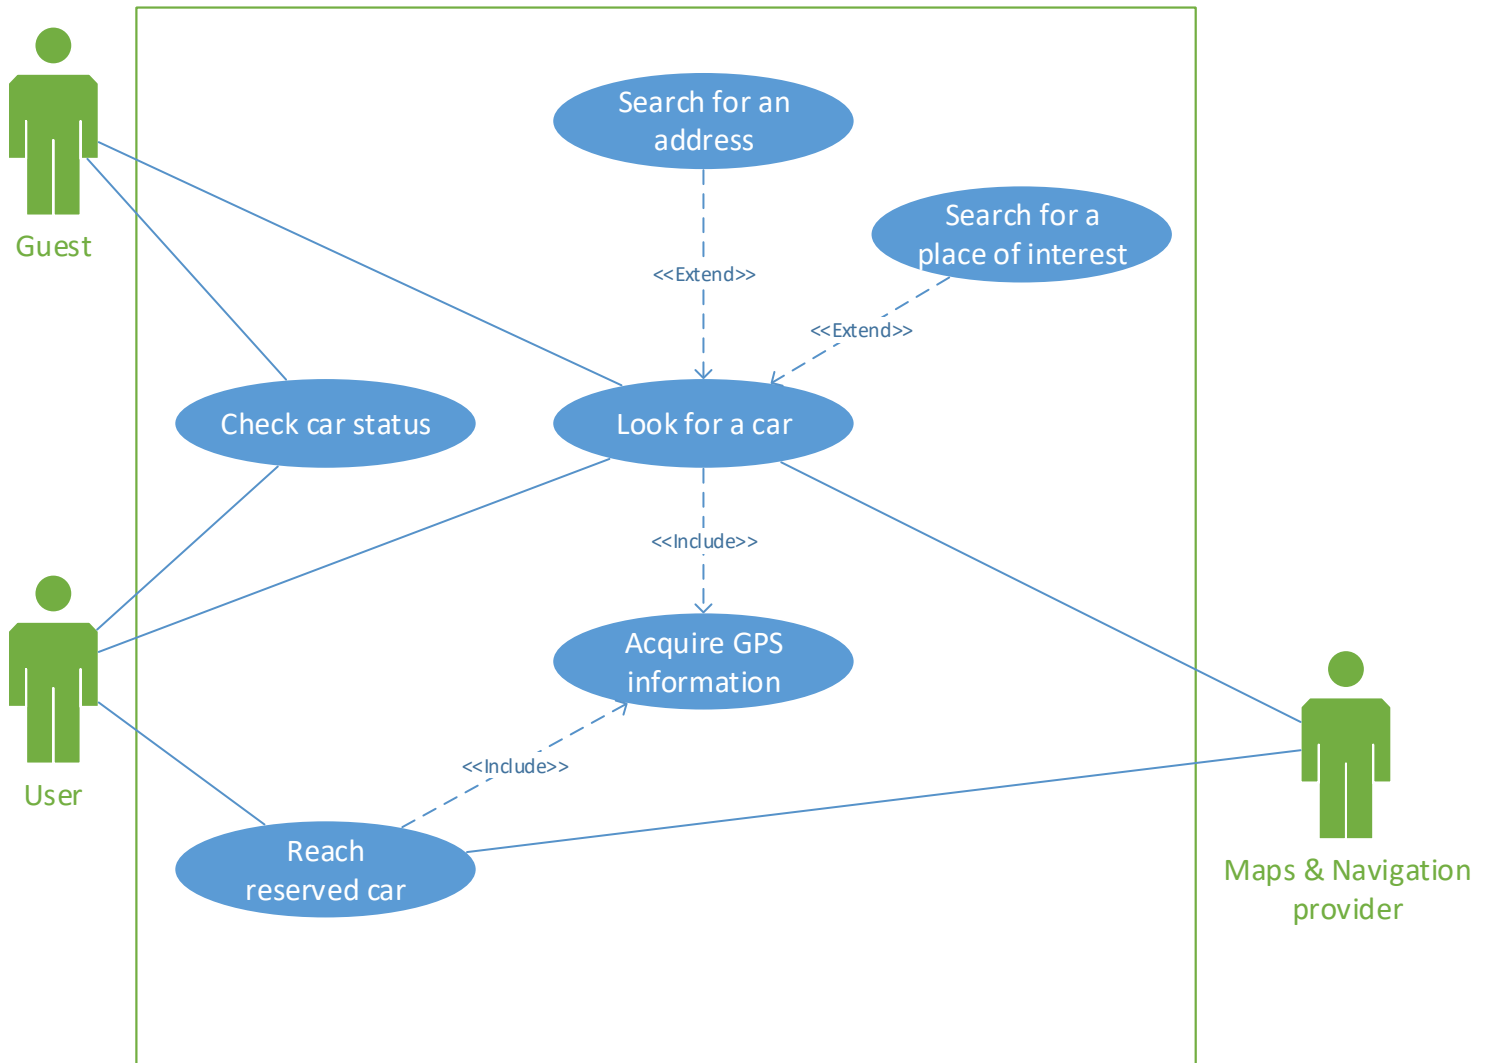 Search for an
address
Search for a
place of interest
Guest
<<Extend>>
<<Extend>>
Check car status
Look for a car
<<Include>>
Acquire GPS
information
<<Include>>
User
Reach
reserved car
Maps & Navigation
provider